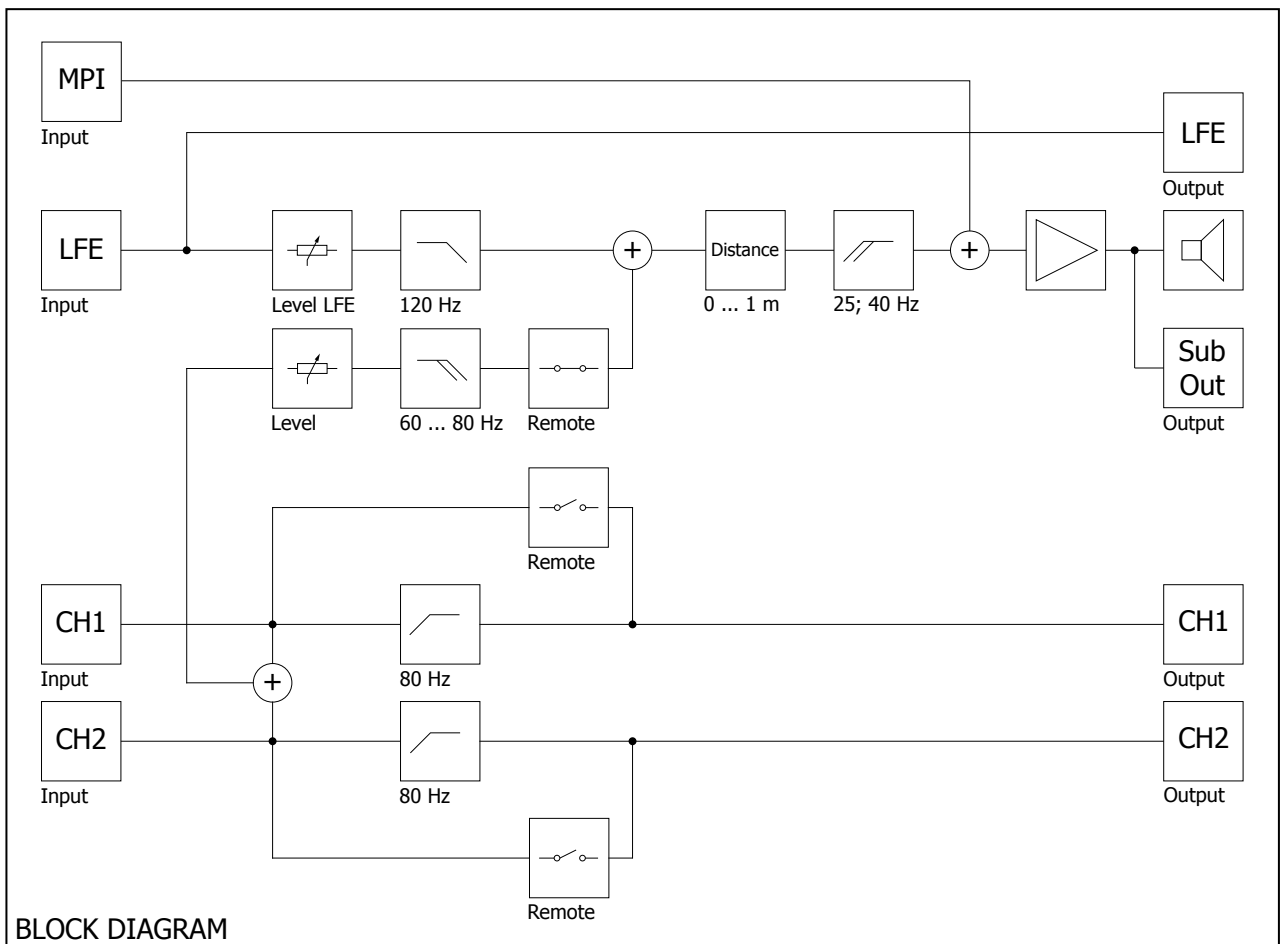 MPI
Input
LFE
Output
LFE
Input
Level LFE
120 Hz
+
Distance
0 ... 1 m
25; 40 Hz
+
Level
60 ... 80 Hz
Remote
Sub
Out
Output
Remote
CH1
Input
80 Hz
CH1
Output
+
CH2
Input
80 Hz
CH2
Output
Remote
BLOCK DIAGRAM